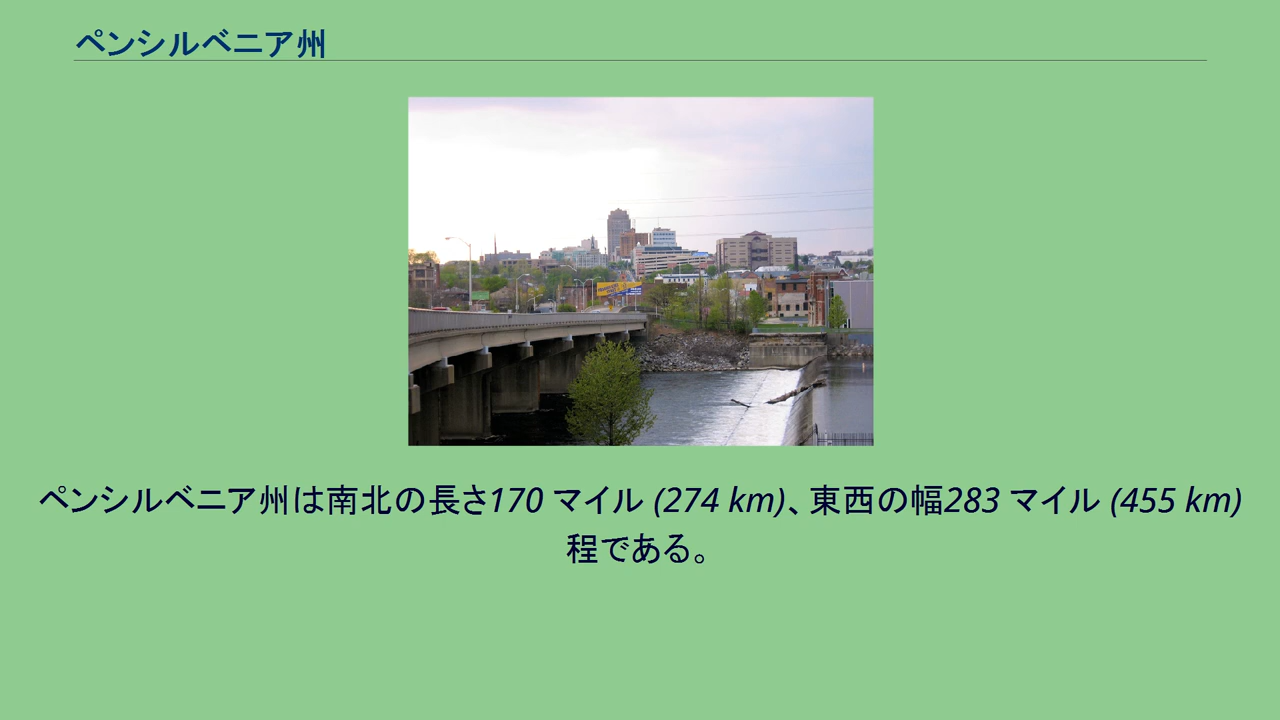 ペンシルベニア州
ペンシルベニア州は南北の長さ170 マイル (274 km)、東西の幅283 マイル (455 km)
程である。